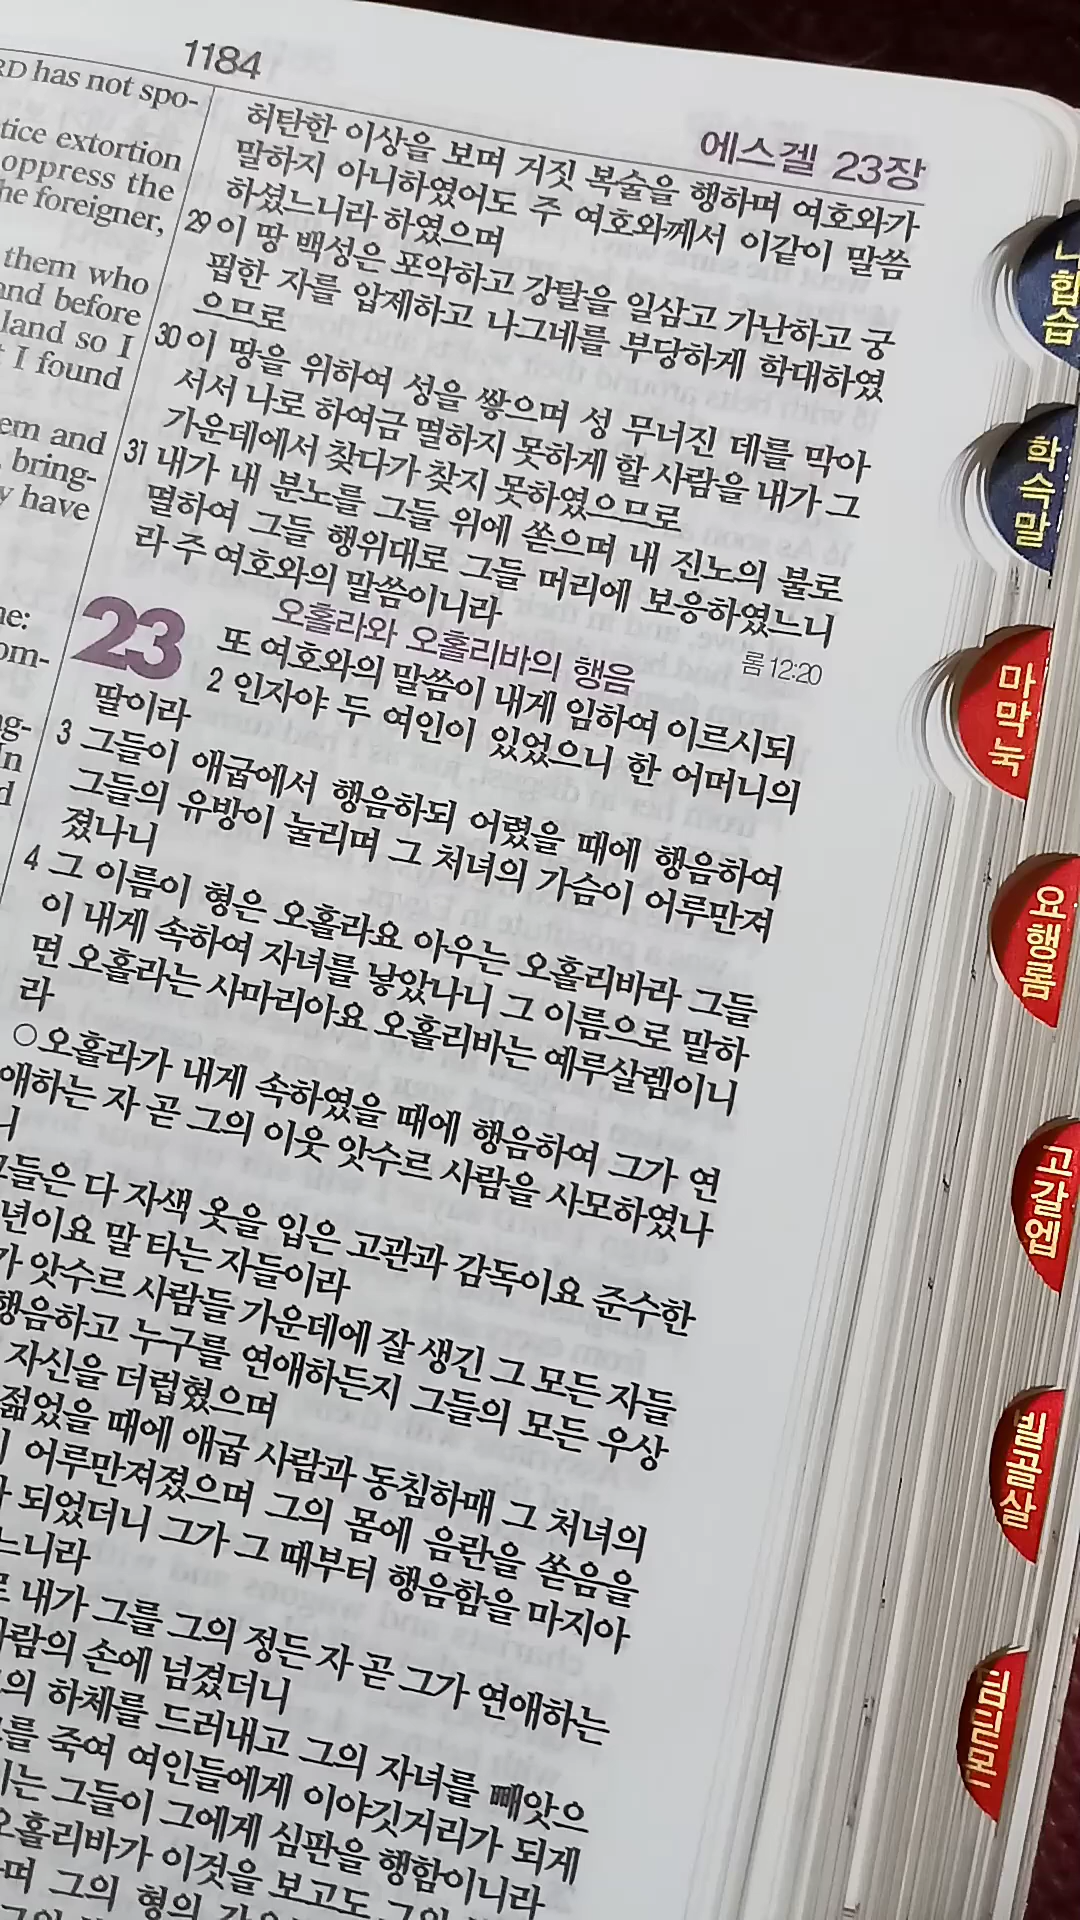 1184
에스겔 23장
RD has not spo-
tice extortion
oppress the
he foreigner,
them who
and before
land so I
I found
em and
bring-
y have
허탄한 이상을 보며 거짓 복술을 행하며 여호와가
말하지 아니하였어도 주 여호와께서 이같이 말씀
하셨느니라 하였으며
29 이 땅 백성은 포악하고 강탈을 일삼고 가난하고 궁
핍한 자를 압제하고 나그네를 부당하게 학대하였
으므로
30 이 땅을 위하여 성을 쌓으며 성 무너진 데를 막아
서서 나로 하여금 멸하지 못하게 할 사람을 내가 그
가운데에서 찾다가 찾지 못하였으므로
31 내가 내 분노를 그들 위에 쏟으며 내 진노의 불로
멸하여 그들 행위대로 그들 머리에 보응하였느니
라 주 여호와의 말씀이니라
롬 12:20
오홀라와 오홀리바의 행음
23 또 여호와의 말씀이 내게 임하여 이르시되
2 인자야 두 여인이 있었으니 한 어머니의
딸이라
3 그들이 애굽에서 행음하되 어렸을 때에 행음하여
그들의 유방이 눌리며 그 처녀의 가슴이 어루만져
졌나니
4 그 이름이 형은 오홀라요 아우는 오홀리바라 그들
이 내게 속하여 자녀를 낳았나니 그 이름으로 말하
면 오홀라는 사마리아요 오홀리바는 예루살렘이니
라
○오홀라가 내게 속하였을 때에 행음하여 그가 연
애하는 자 곧 그의 이웃 앗수르 사람을 사모하였나
니
그들은 다 자색 옷을 입은 고관과 감독이요 준수한
년이요 말 타는 자들이라
가 앗수르 사람들 가운데에 잘 생긴 그 모든 자들
행음하고 누구를 연애하든지 그들의 모든 우상
자신을 더럽혔으며
젊었을 때에 애굽 사람과 동침하매 그 처녀의
이 어루만져졌으며 그의 몸에 음란을 쏟음을
되었더니 그가 그 때부터 행음함을 마지아
느니라
내가 그를 그의 정든 자 곧 그가 연애하는
사람의 손에 넘겼더니
의 하체를 드러내고 그의 자녀를 빼앗으
를 죽여 여인들에게 이야깃거리가 되게
이는 그들이 그에게 심판을 행함이니라
오홀리바가 이것을 보고도
며 그의 형의
나합습
학슥말
마막눅
요행롬
고갈엡
빌골살
딤딛몬